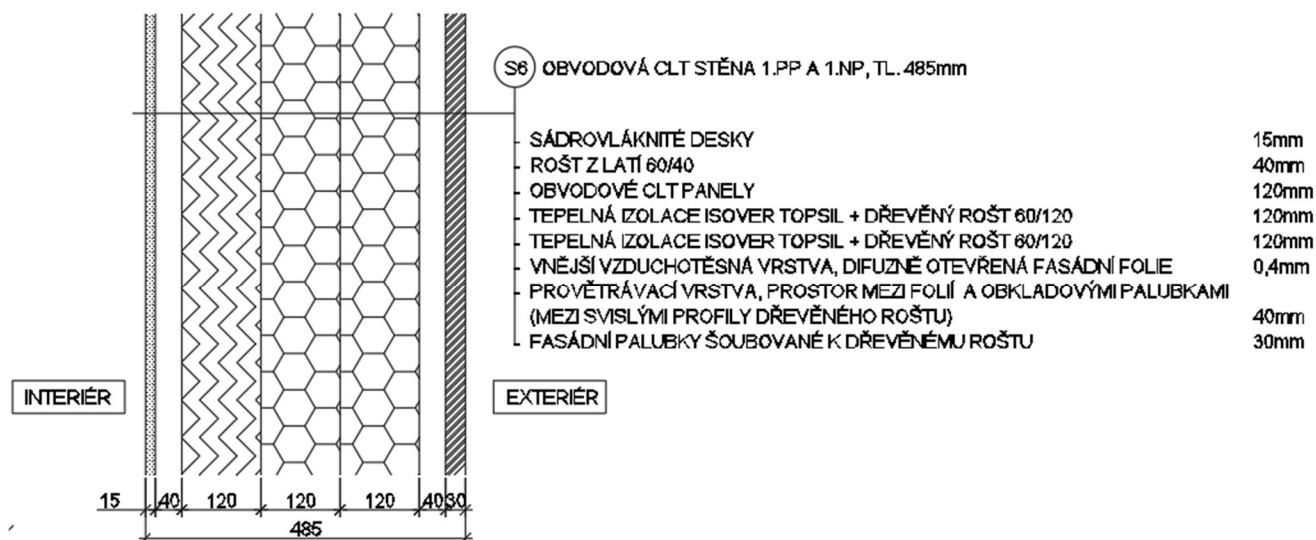 S6 OBVODOVÁ CLT STĚNA 1.PP A 1.NP, TL. 485mm
SÁDROVLÁKNITÉ DESKY 15mm
ROŠT Z LATÍ 60/40 40mm
OBVODOVÉ CLT PANELY 120mm
TEPELNÁ IZOLACE ISOVER TOPSIL + DŘEVĚNÝ ROŠT 60/120 120mm
TEPELNÁ IZOLACE ISOVER TOPSIL + DŘEVĚNÝ ROŠT 60/120 120mm
VNĚJŠÍ VZDUCHOTĚSNÁ VRSTVA, DIFUZNĚ OTEVŘENÁ FASÁDNÍ FOLIE 0,4mm
PROVĚTRÁVACÍ VRSTVA, PROSTOR MEZI FOLIÍ A OBKLADOVÝMI PALUBKAMI
(MEZI SVISLÝMI PROFILY DŘEVĚNÉHO ROŠTU) 40mm
FASÁDNÍ PALUBKY ŠOUBOVANÉ K DŘEVĚNÉMU ROŠTU 30mm
INTERIÉR
EXTERIÉR
15 40 120 120 120 40 30
485